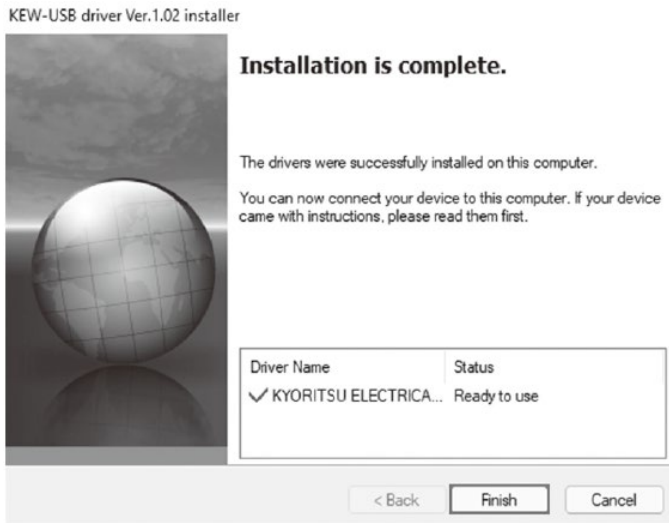 KEW-USB driver Ver.1.02 installer
Installation is complete.
The drivers were successfully installed on this computer.
You can now connect your device to this computer. If your device
came with instructions, please read them first.
Driver Name Status
KYORITSU ELECTRICA... Ready to use
< Back Finish Cancel